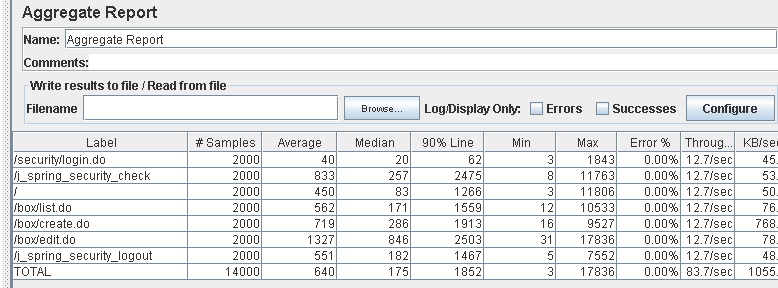 Aggregate Report
Name: Aggregate Report
Comments:
Write results to file / Read from file
Filename Browse... Log/Display Only: Errors Successes Configure
Label # Samples Average Median 90% Line Min Max Error % Throug... KB/sec
/security/login.do 2000 40 20 62 3 1843 0.00% 12.7/sec 45.
/j_spring_security_check 2000 833 257 2475 8 11763 0.00% 12.7/sec 53.
/ 2000 450 83 1266 3 11806 0.00% 12.7/sec 50.
/box/list.do 2000 562 171 1559 12 10533 0.00% 12.7/sec 76.
/box/create.do 2000 719 286 1913 16 9527 0.00% 12.7/sec 768.
/box/edit.do 2000 1327 846 2503 31 17836 0.00% 12.7/sec 78.
/j_spring_security_logout 2000 551 182 1467 5 7552 0.00% 12.7/sec 48.
TOTAL 14000 640 175 1852 3 17836 0.00% 83.7/sec 1055.